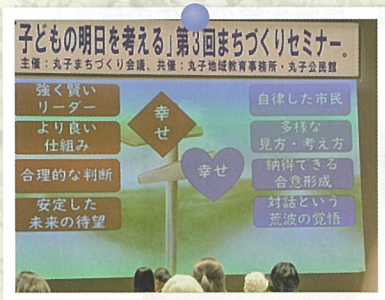 「子どもの明日を考える」第3回まちづくりセミナー。
主催：丸子まちづくり会議、共催：丸子地域教育事務所・丸子公民館
強く賢い
リーダー
より良い
仕組み
合理的な判断
安定した
未来の待望
幸
せ
幸せ
自律した市民
多様な
見方・考え方
納得できる
合意形成
対話という
荒波の覚悟